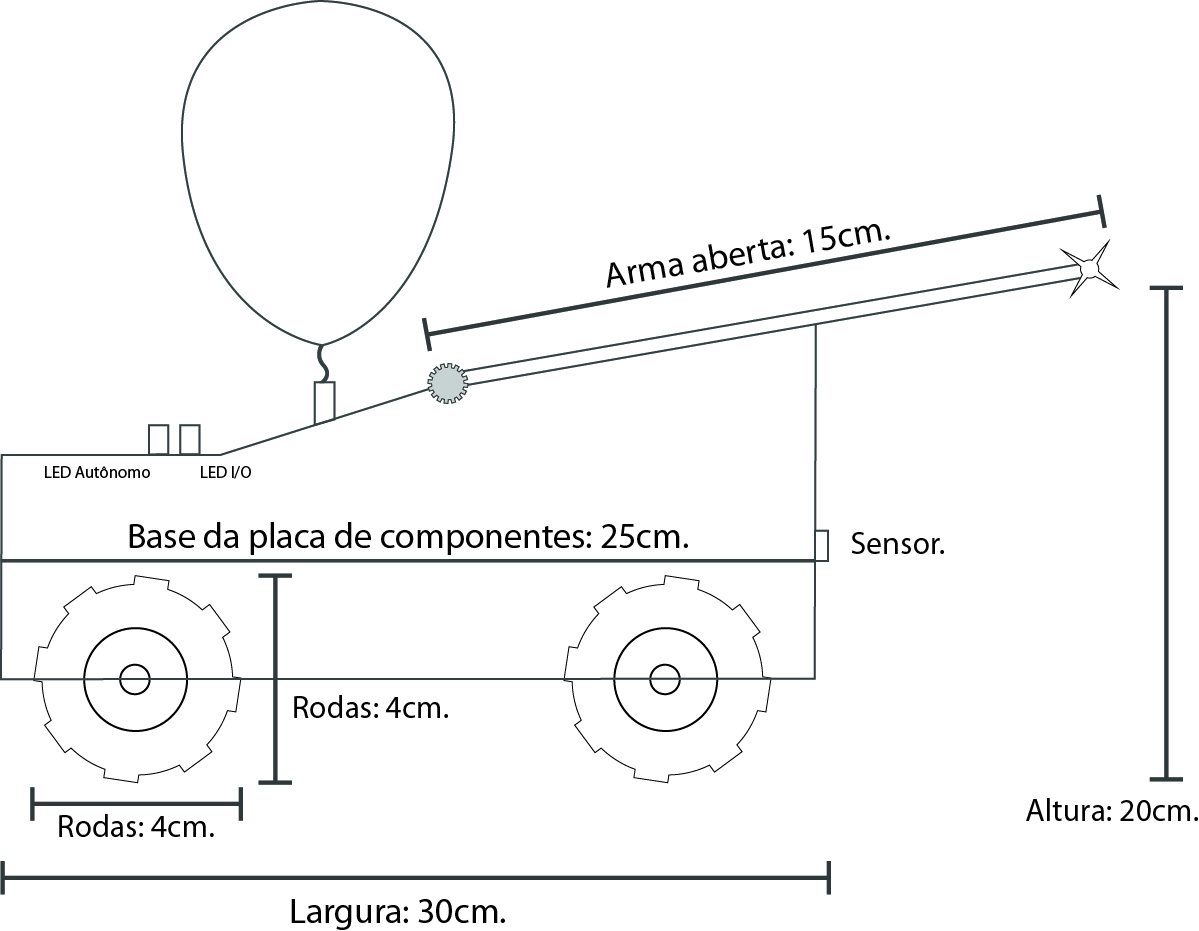 Arma aberta: 15cm.
LED Autônomo
LED I/O
Base da placa de componentes: 25cm.
Sensor.
Rodas: 4cm.
Altura: 20cm.
Rodas: 4cm.
Largura: 30cm.